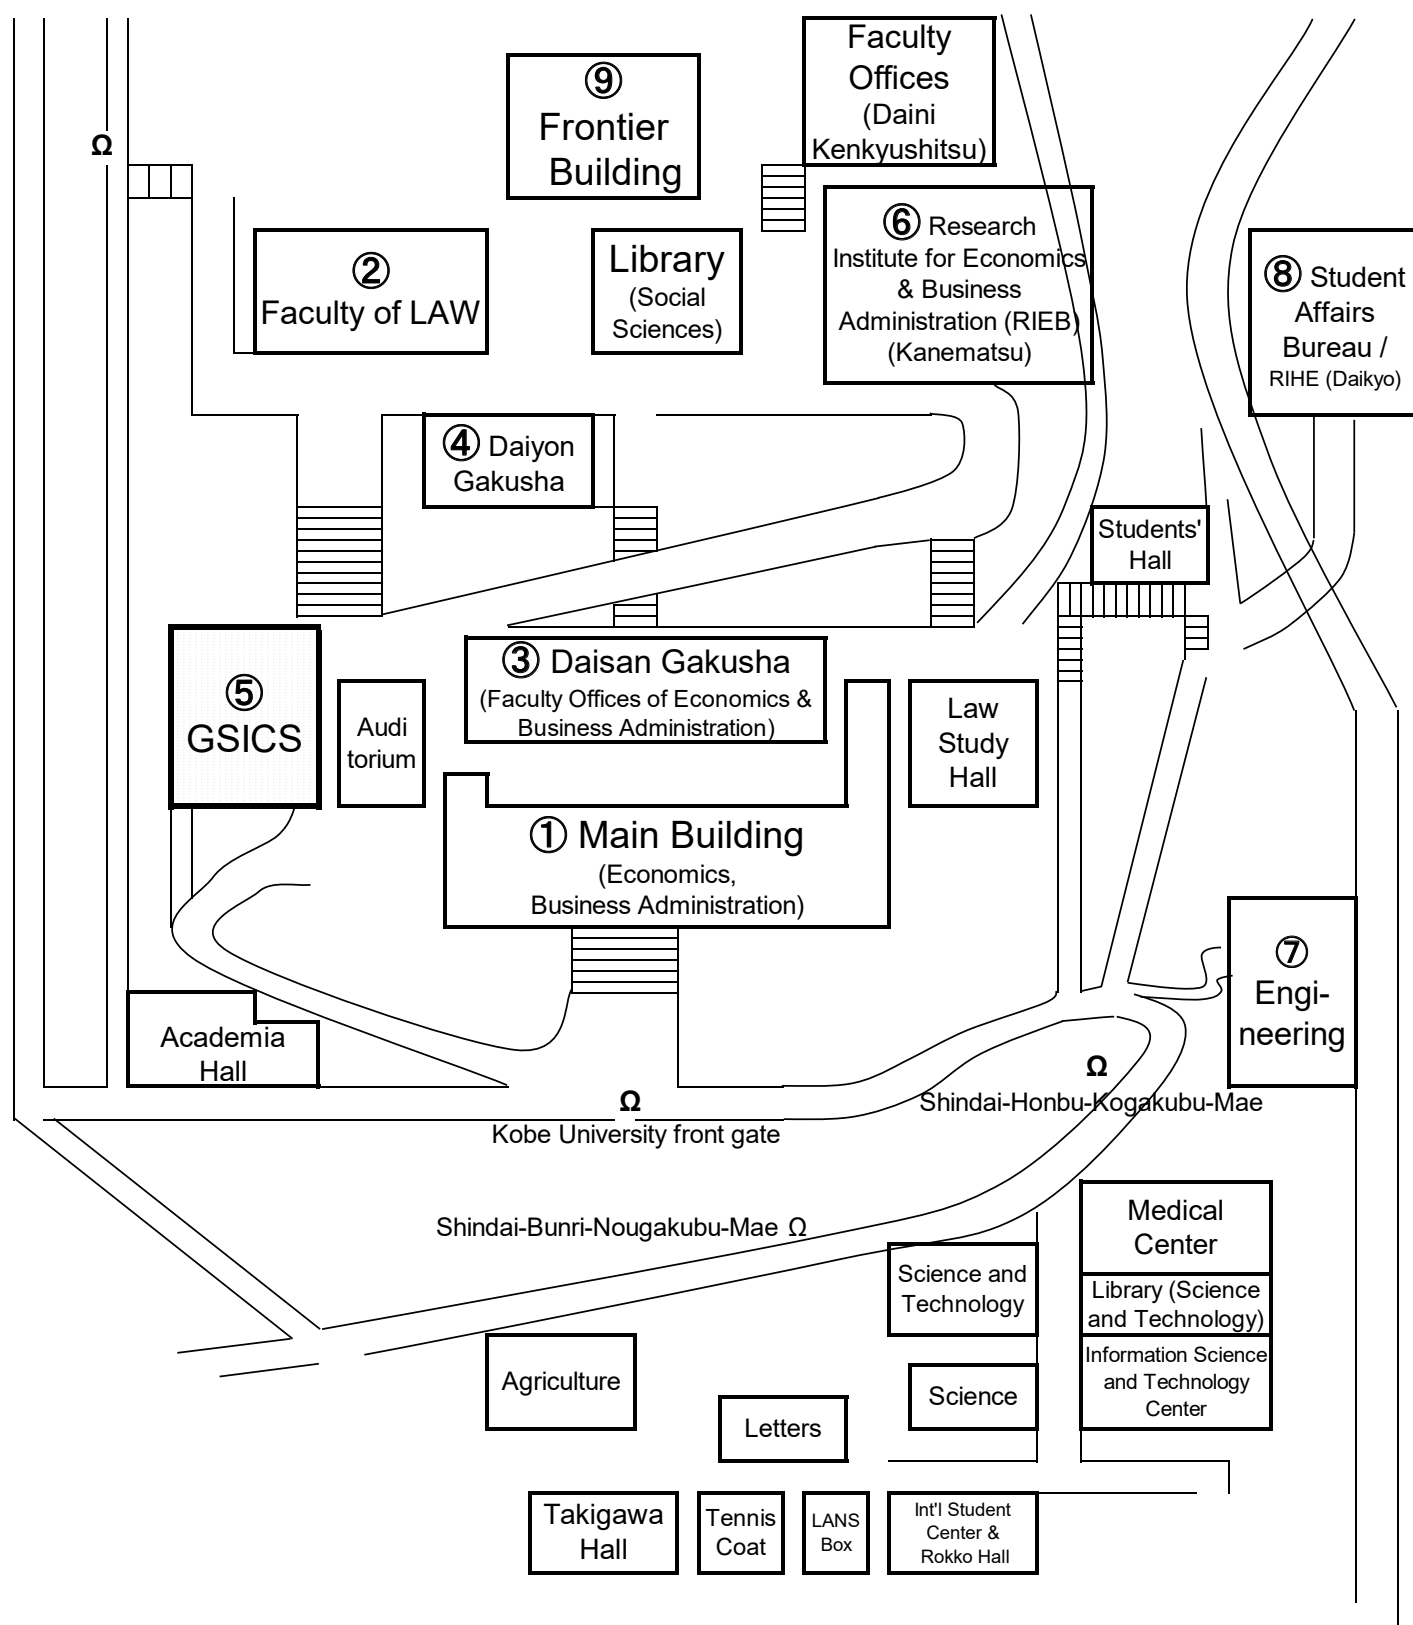 Faculty
Offices
(Daini
Kenkyushitsu)
⑨
Frontier
Building
Ω
⑥ Research
Institute for Economics
& Business
Administration (RIEB)
(Kanematsu)
②
Faculty of LAW
Library
(Social
Sciences)
⑧ Student
Affairs
Bureau /
RIHE (Daikyo)
④ Daiyon
Gakusha
Students'
Hall
⑤
GSICS
Audi
torium
③ Daisan Gakusha
(Faculty Offices of Economics &
Business Administration)
Law
Study
Hall
① Main Building
(Economics,
Business Administration)
⑦
Engi-
neering
Academia
Hall
Ω
Kobe University front gate
Ω
Shindai-Honbu-Kogakubu-Mae
Shindai-Bunri-Nougakubu-Mae Ω
Medical
Center
Science and
Technology
Library (Science
and Technology)
Information Science
and Technology
Center
Agriculture
Science
Letters
Takigawa
Hall
Tennis
Coat
LANS
Box
Int'l Student
Center &
Rokko Hall